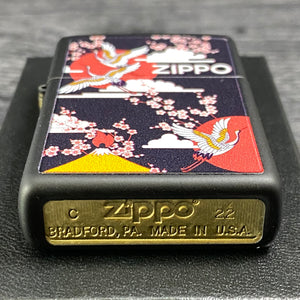 ZIPPO
C zippo 22
BRADFORD, PA. MADE IN U.S.A.